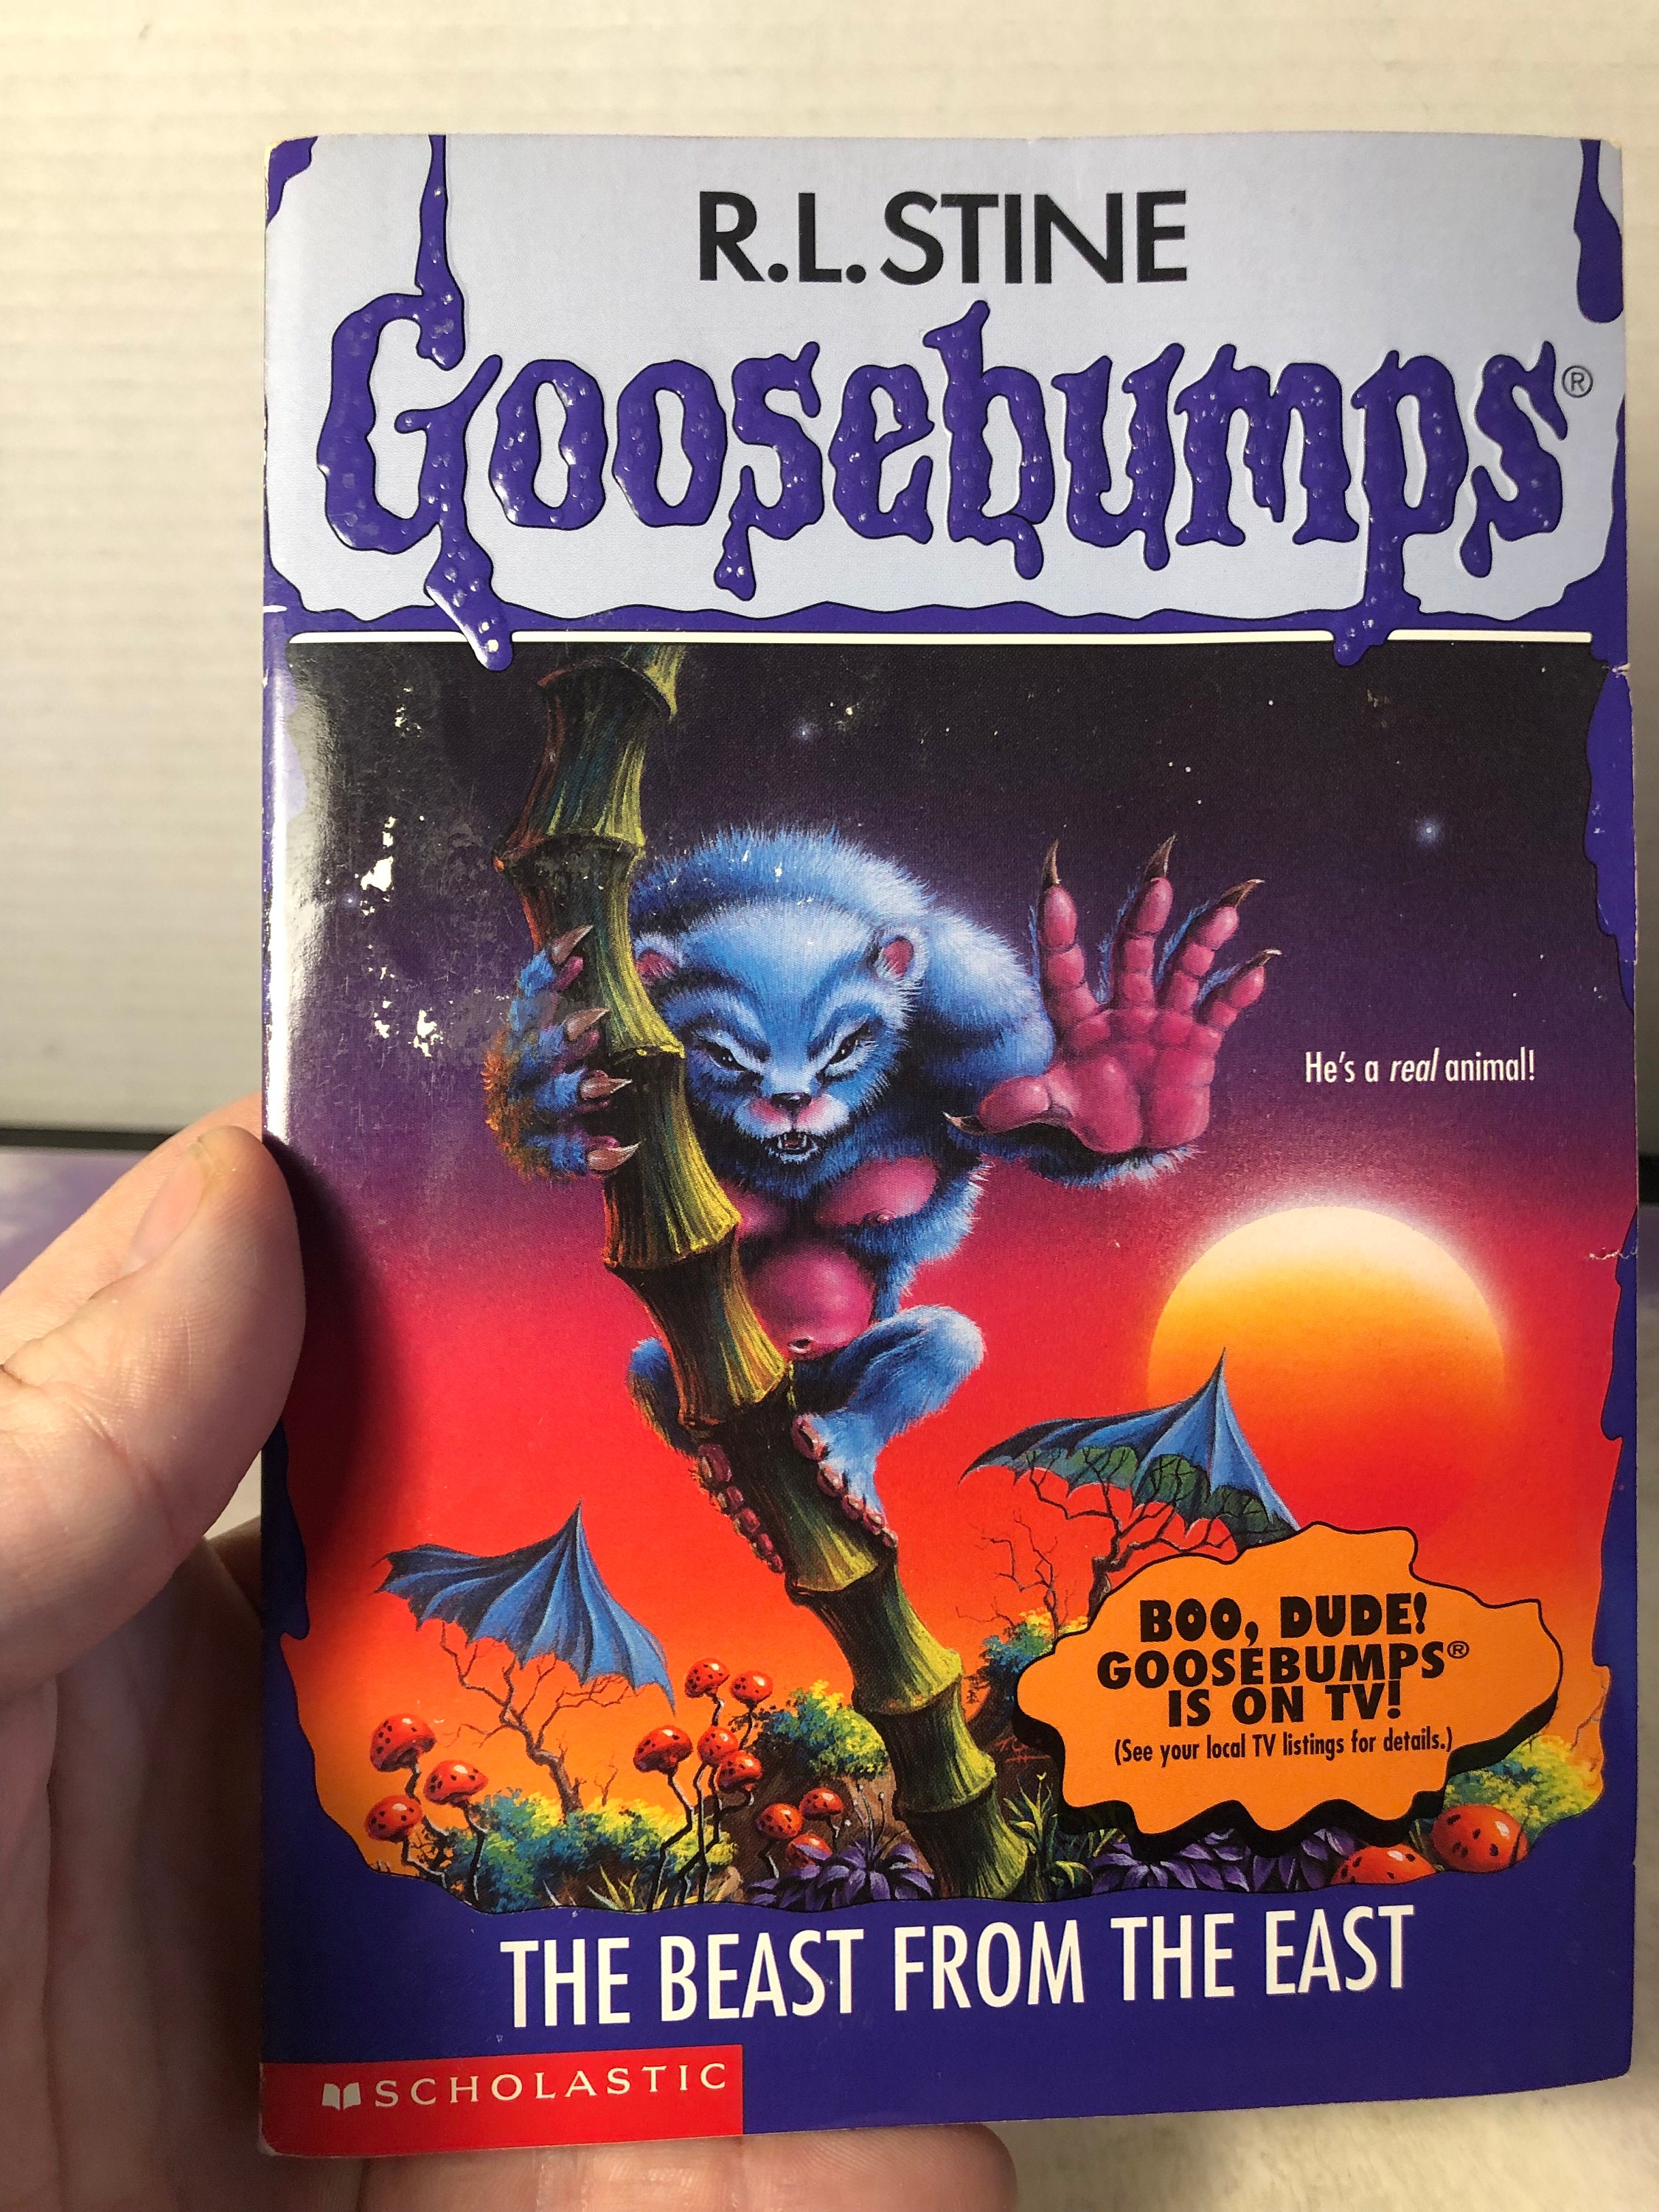 R.L. STINE
Goosebumps®
He's a real animal!
BOO, DUDE!
GOOSEBUMPS®
IS ON TV!
(See your local TV listings for details.)
THE BEAST FROM THE EAST
SCHOLASTIC